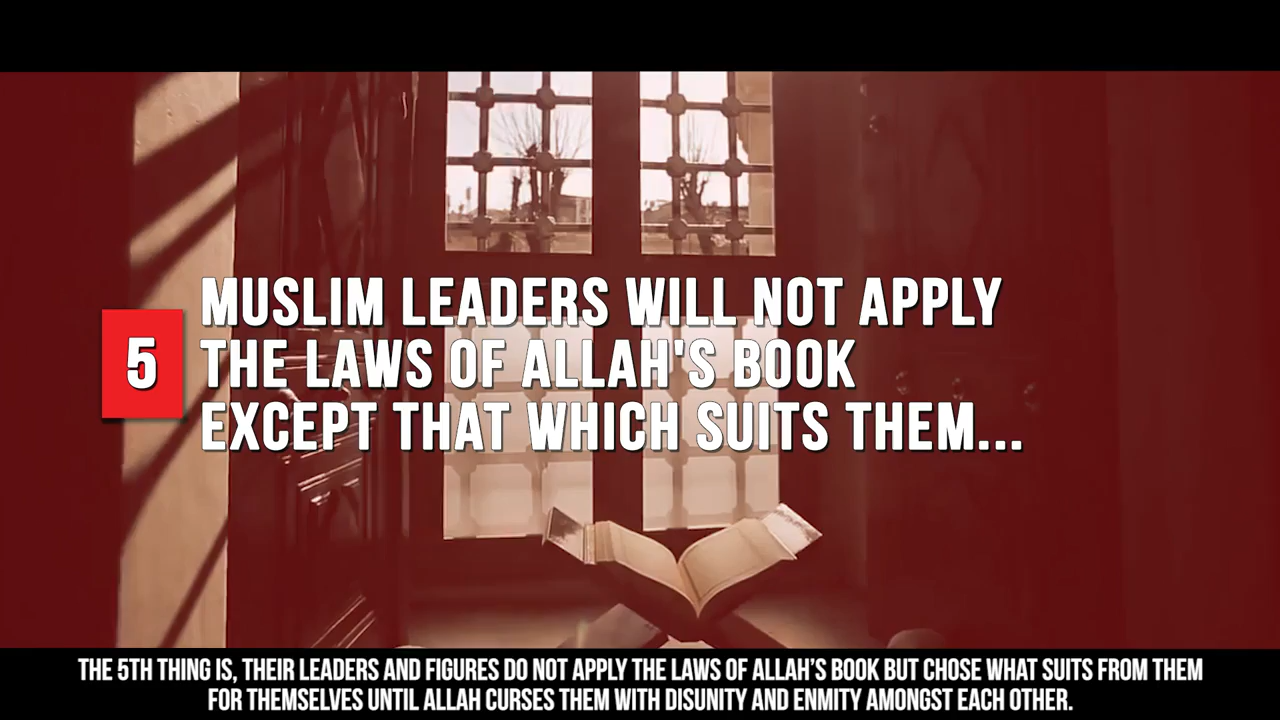 5
MUSLIM LEADERS WILL NOT APPLY
THE LAWS OF ALLAH'S BOOK
EXCEPT THAT WHICH SUITS THEM...
THE 5TH THING IS, THEIR LEADERS AND FIGURES DO NOT APPLY THE LAWS OF ALLAH’S BOOK BUT CHOSE WHAT SUITS FROM THEM
FOR THEMSELVES UNTIL ALLAH CURSES THEM WITH DISUNITY AND ENMITY AMONGST EACH OTHER.